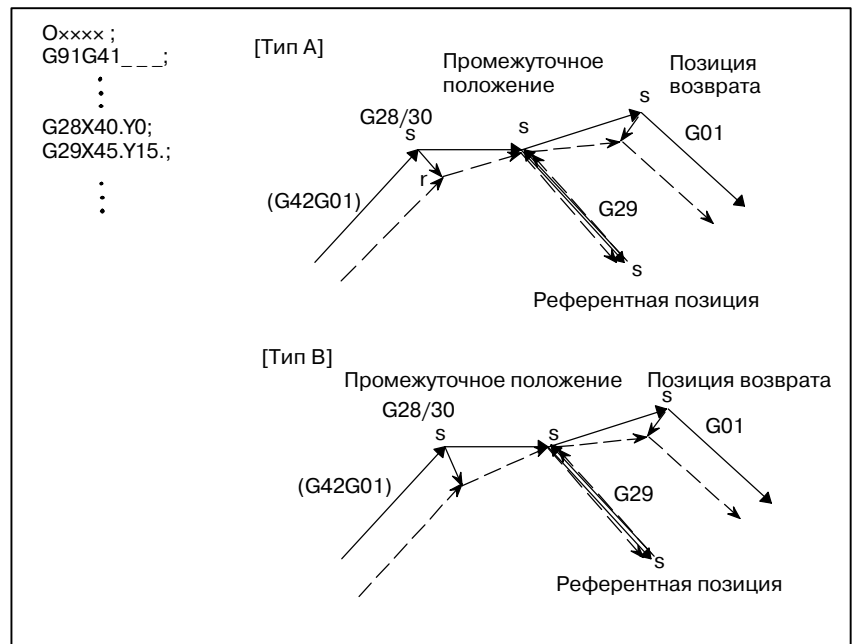 O×××× ;
G91G41_ _ _;
G28X40.Y0;
G29X45.Y15.;
[Тип A]
Промежуточное
положение
Позиция
возврата
G28/30
s
s
s
G01
r
(G42G01)
G29
s
Референтная позиция
[Тип B]
Промежуточное положение
Позиция возврата
G28/30
s
s
s
G01
(G42G01)
G29
s
Референтная позиция